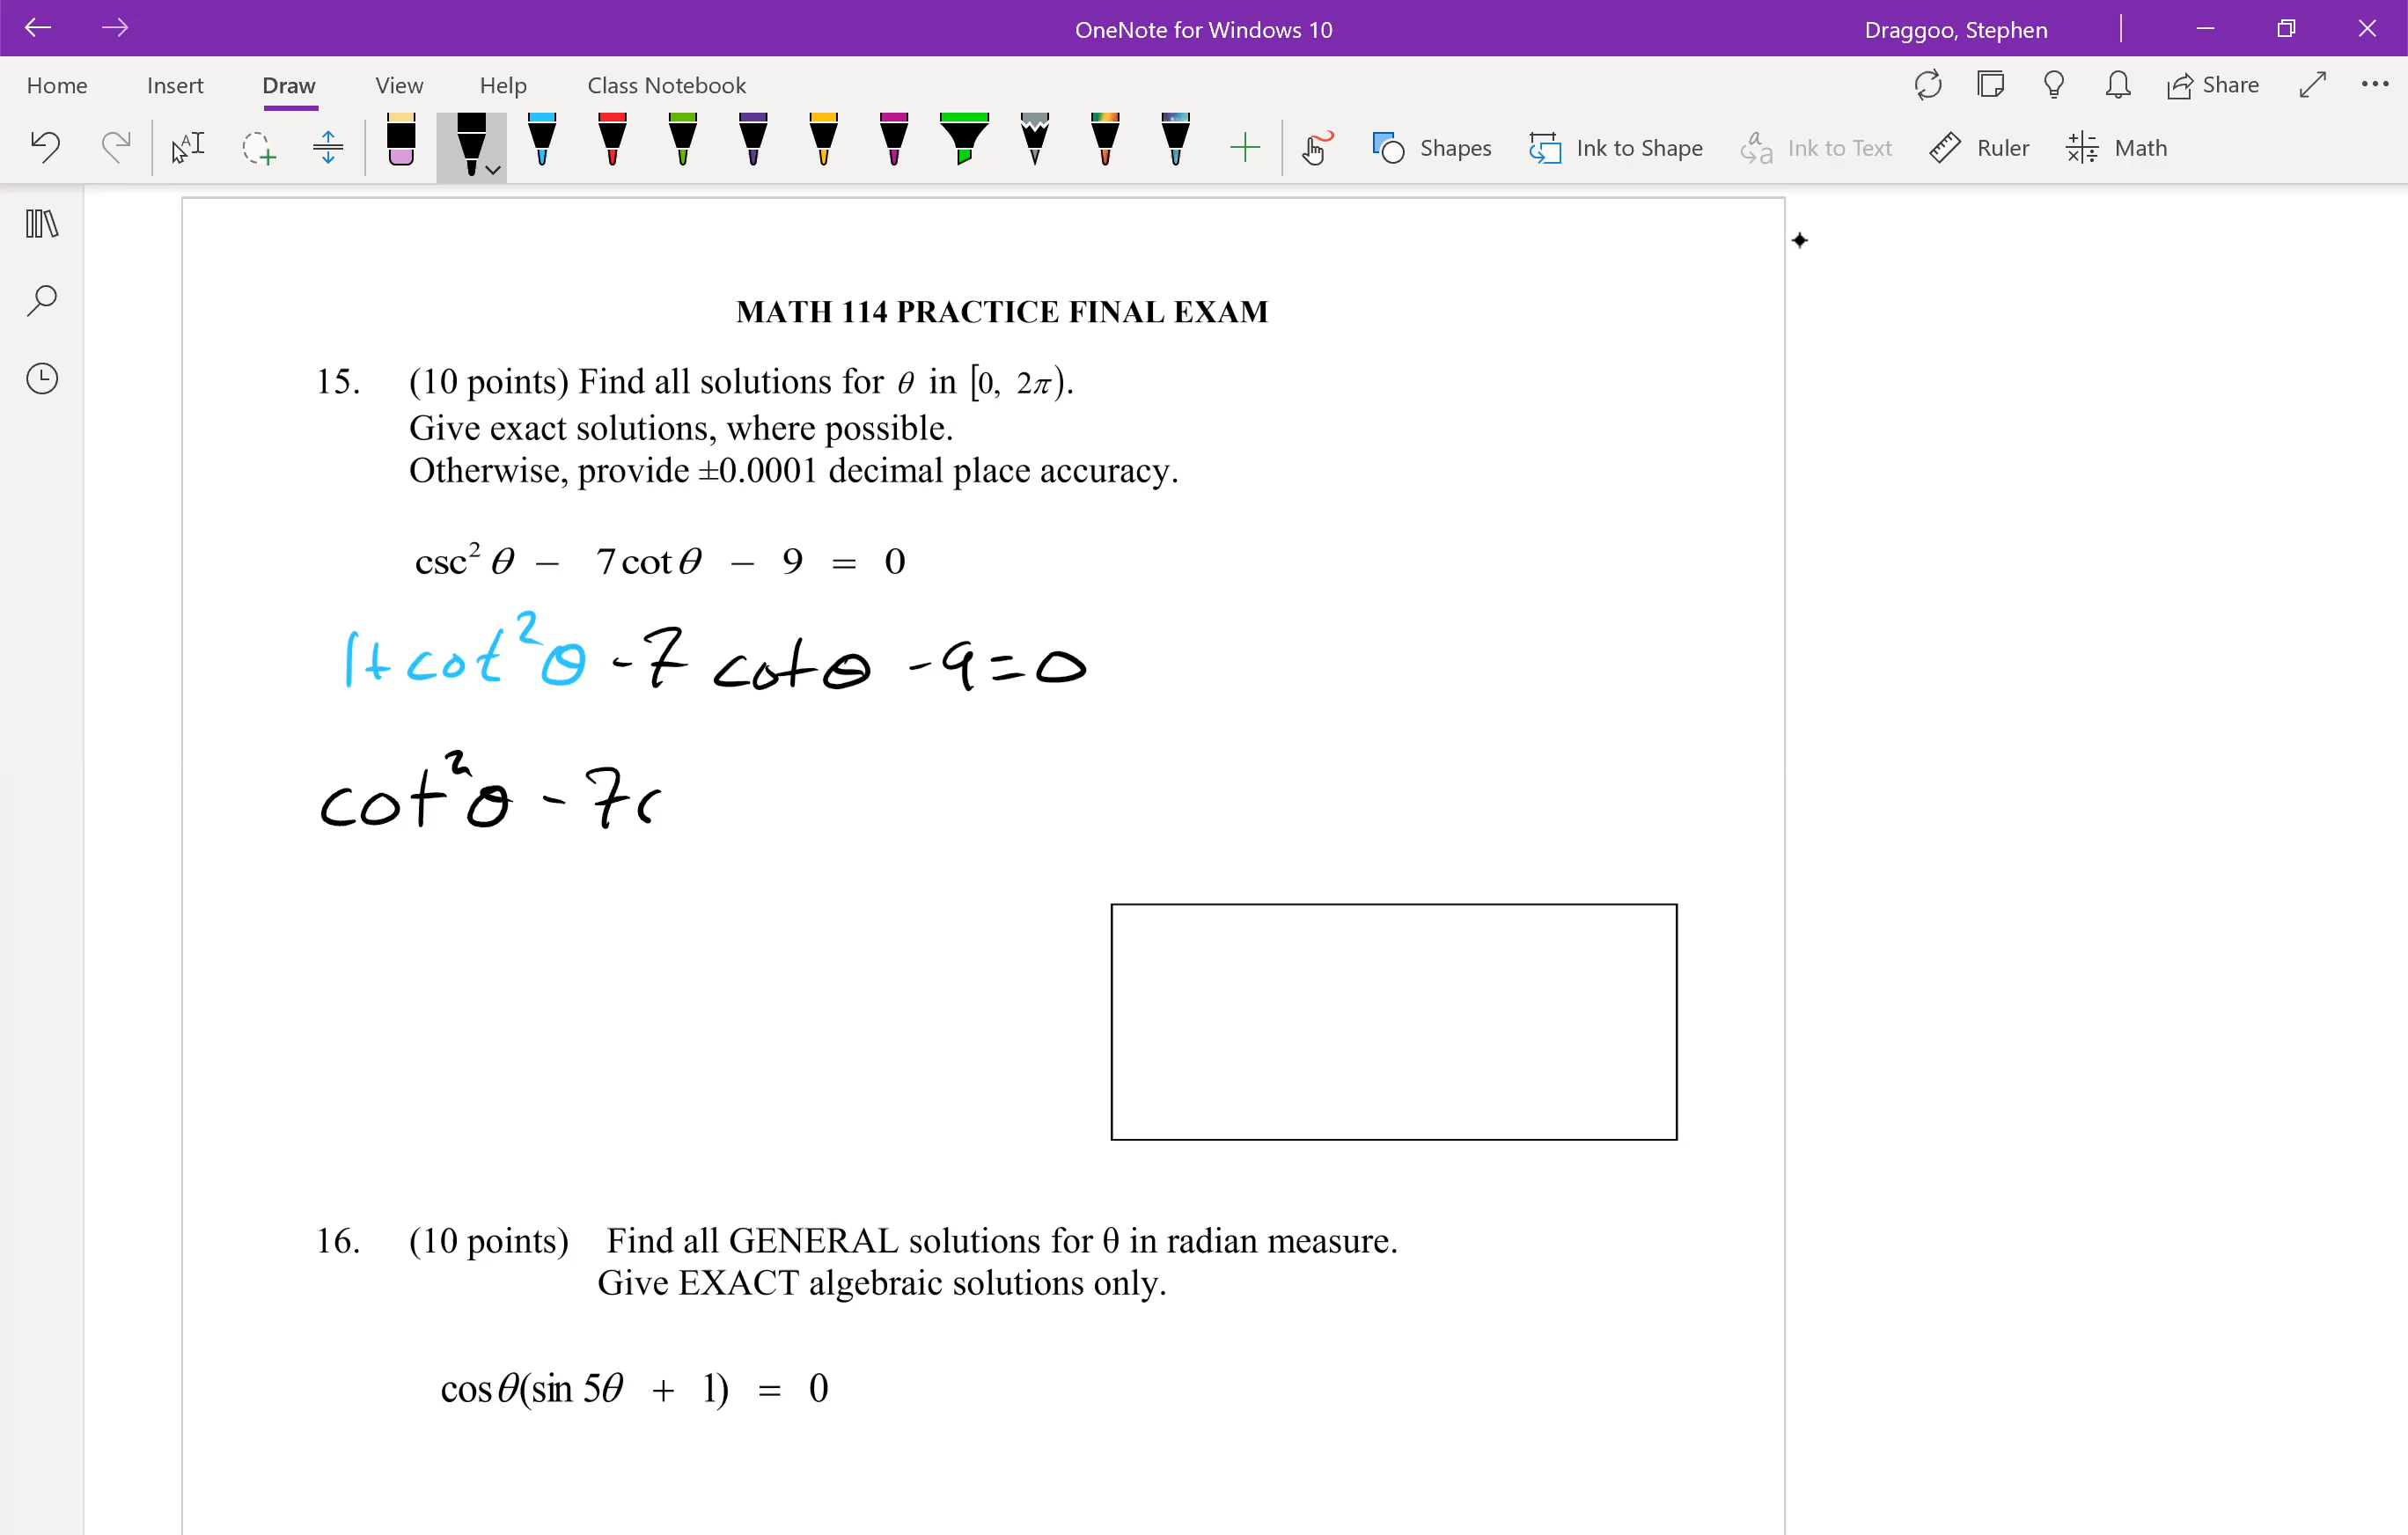 OneNote for Windows 10
Draggoo, Stephen
Home Insert Draw View Help Class Notebook Share
Shapes Ink to Shape Ink to Text Ruler Math
MATH 114 PRACTICE FINAL EXAM
15. (10 points) Find all solutions for θ in [0, 2π).
Give exact solutions, where possible.
Otherwise, provide ±0.0001 decimal place accuracy.
csc² θ − 7 cot θ − 9 = 0
1+cot²θ -7 cotθ -9=0
cot²θ - 7c
16. (10 points) Find all GENERAL solutions for θ in radian measure.
Give EXACT algebraic solutions only.
cos θ(sin 5θ + 1) = 0